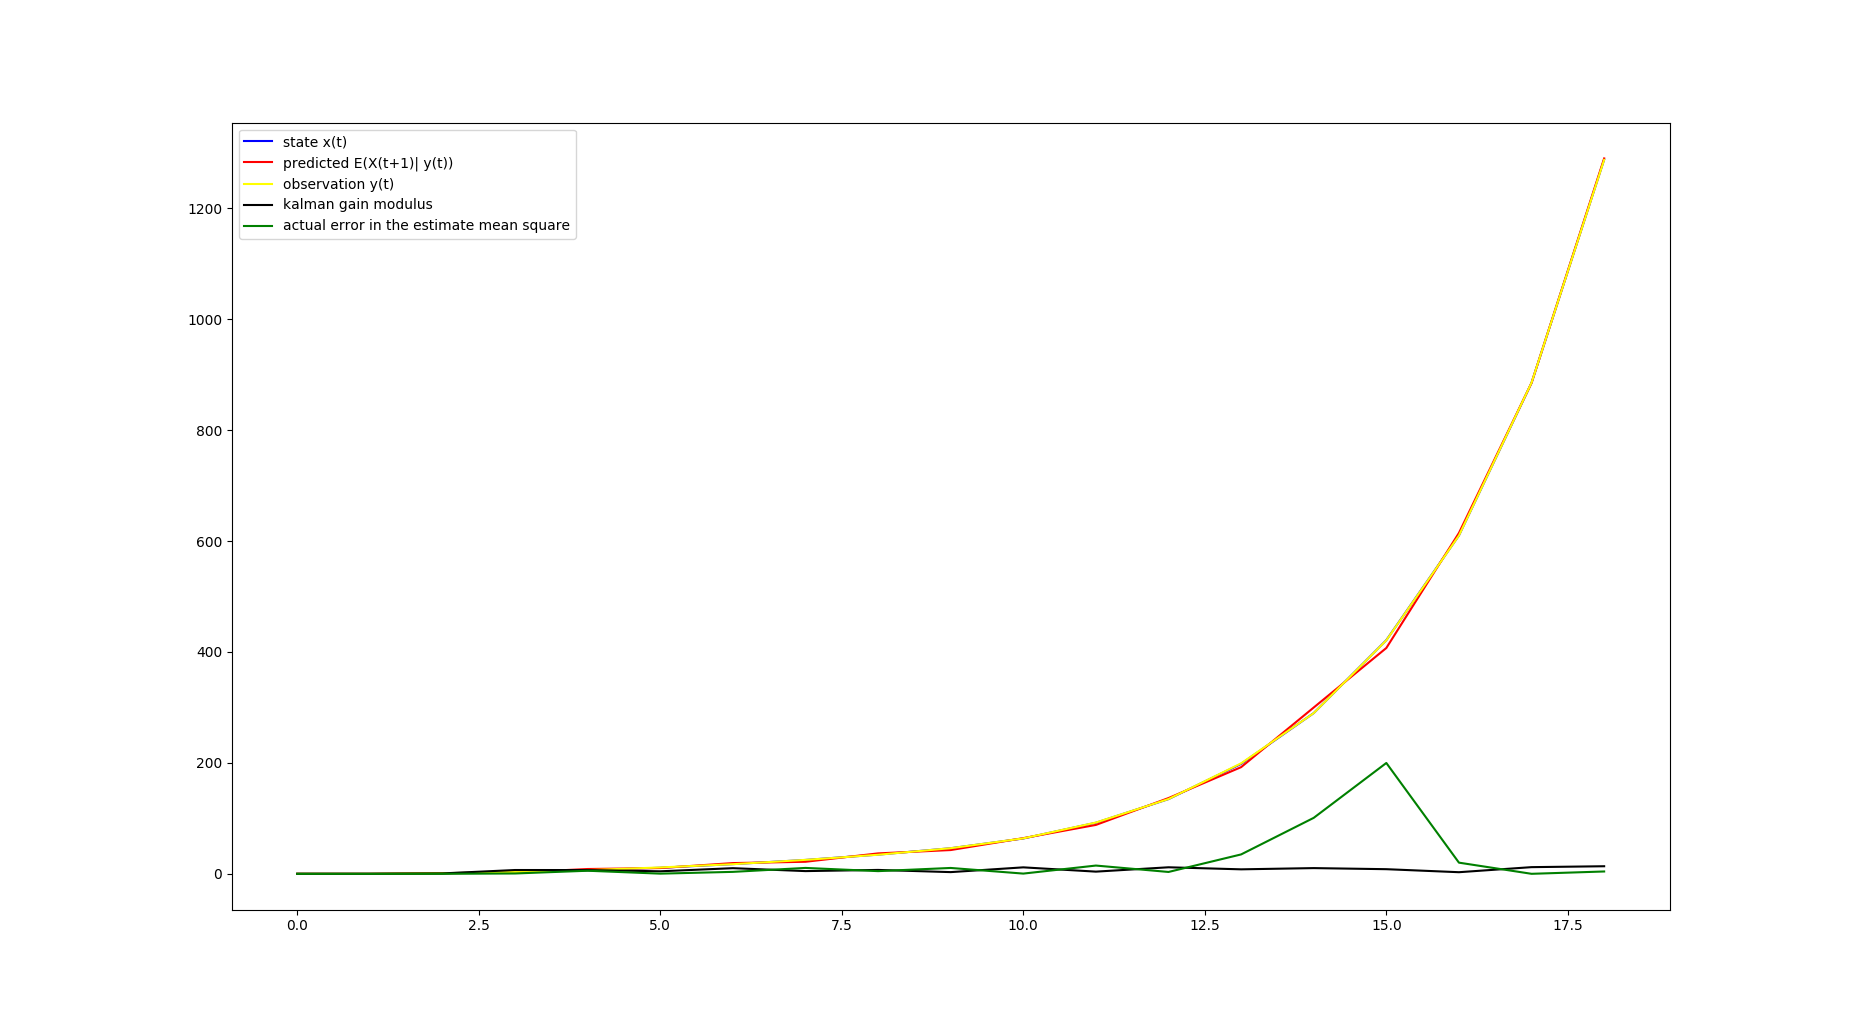 state x(t)
predicted E(X(t+1)| y(t))
observation y(t)
kalman gain modulus
actual error in the estimate mean square
1200
1000
800
600
400
200
0
0.0 2.5 5.0 7.5 10.0 12.5 15.0 17.5